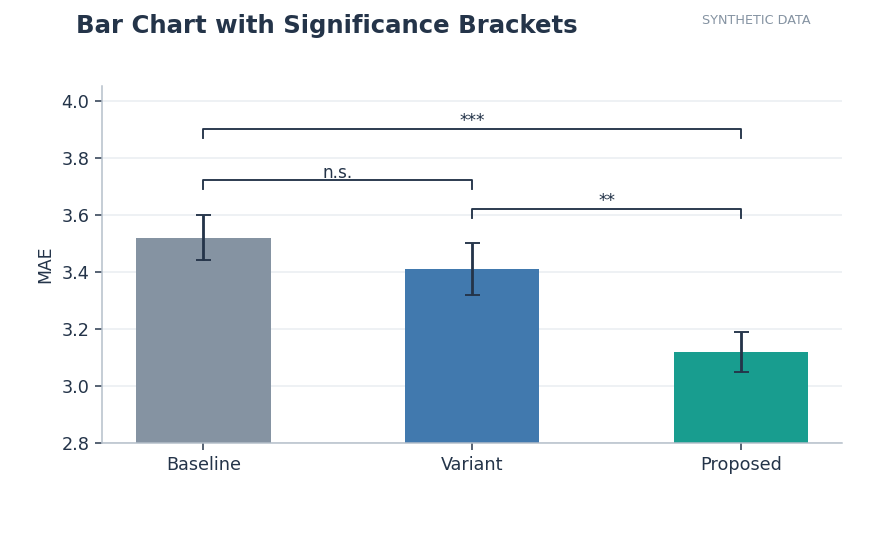 Bar Chart with Significance Brackets
SYNTHETIC DATA
MAE
4.0
3.8
3.6
3.4
3.2
3.0
2.8
***
n.s.
**
Baseline
Variant
Proposed